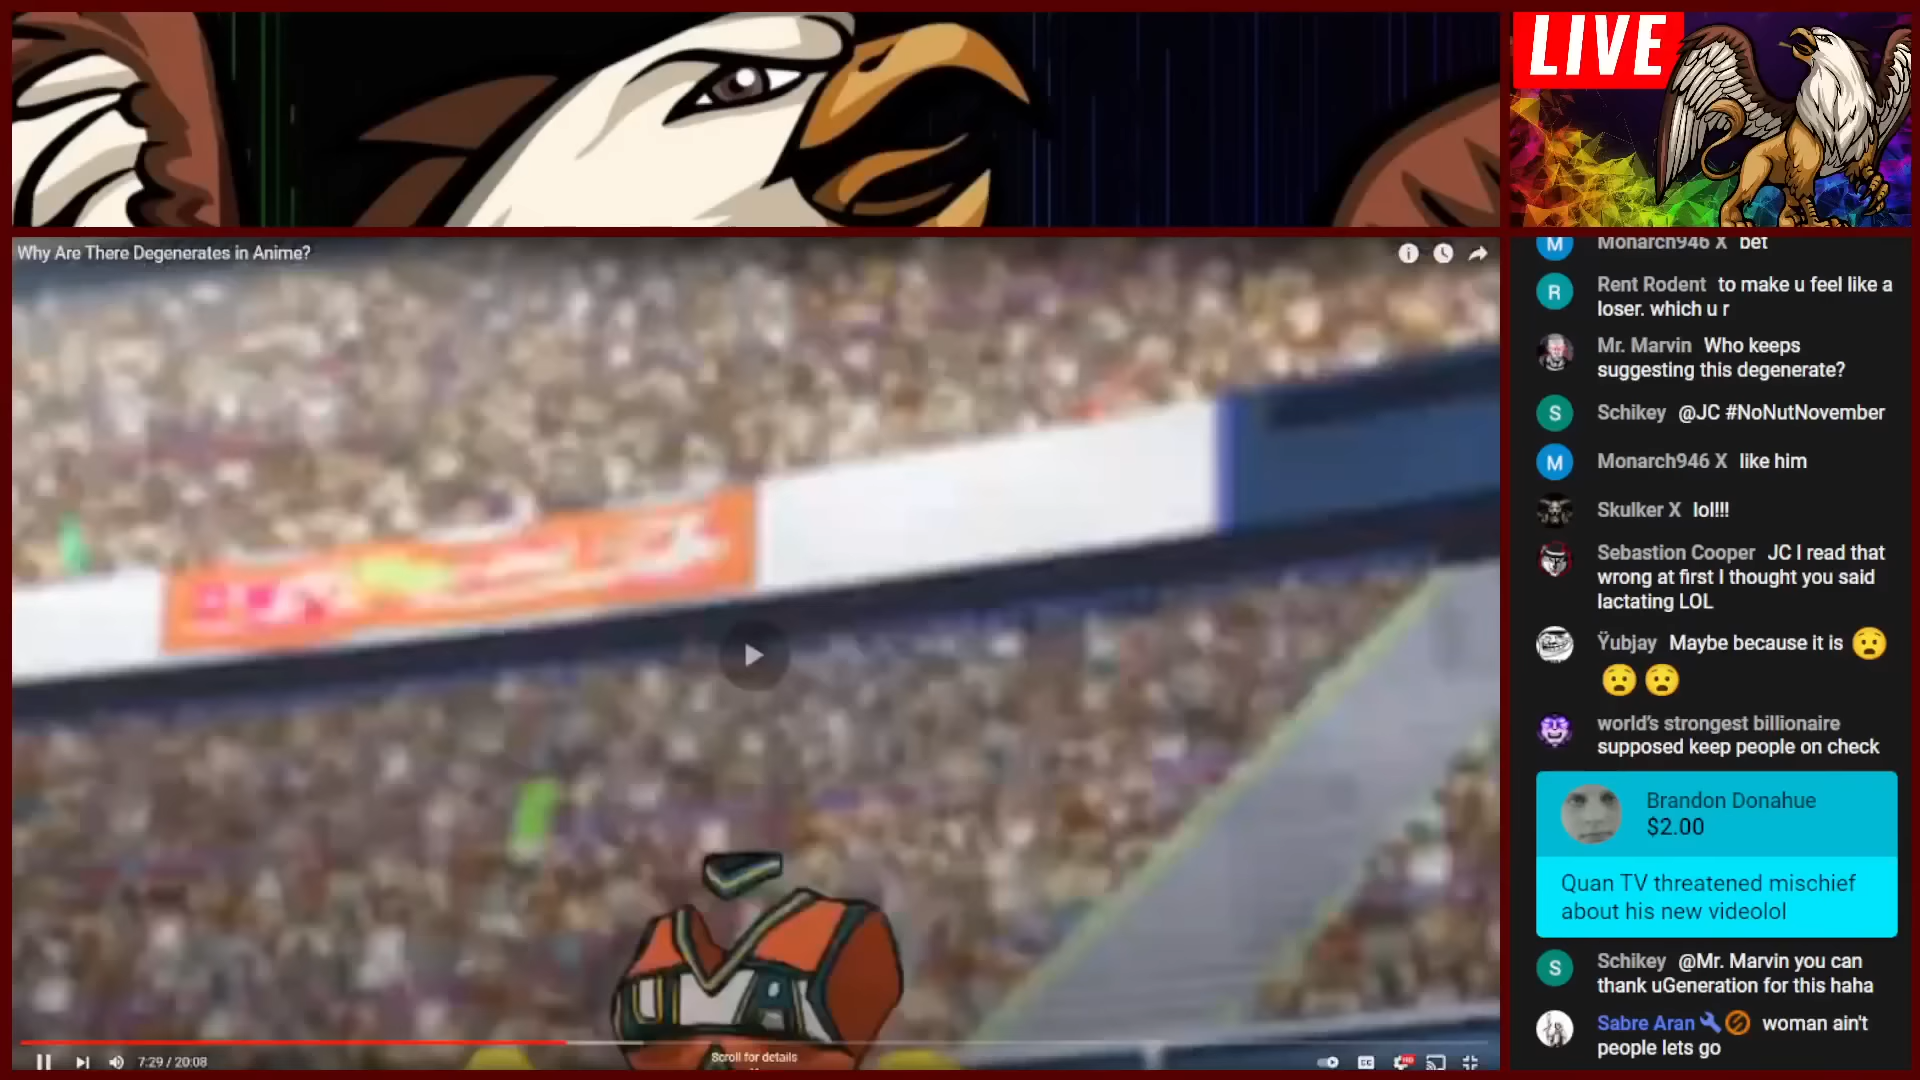 LIVE
Why Are There Degenerates in Anime?
M Monarch946 X bet
R Rent Rodent to make u feel like a
loser. which u r
Mr. Marvin Who keeps
suggesting this degenerate?
S Schikey @JC #NoNutNovember
M Monarch946 X like him
Skulker X lol!!!
Sebastion Cooper JC I read that
wrong at first I thought you said
lactating LOL
Ÿubjay Maybe because it is 😧
😧 😧
world's strongest billionaire
supposed keep people on check
Brandon Donahue
$2.00
Quan TV threatened mischief
about his new videolol
S Schikey @Mr. Marvin you can
thank uGeneration for this haha
Sabre Aran woman ain't
people lets go
7:29 / 20:08
Scroll for details
CC
HD